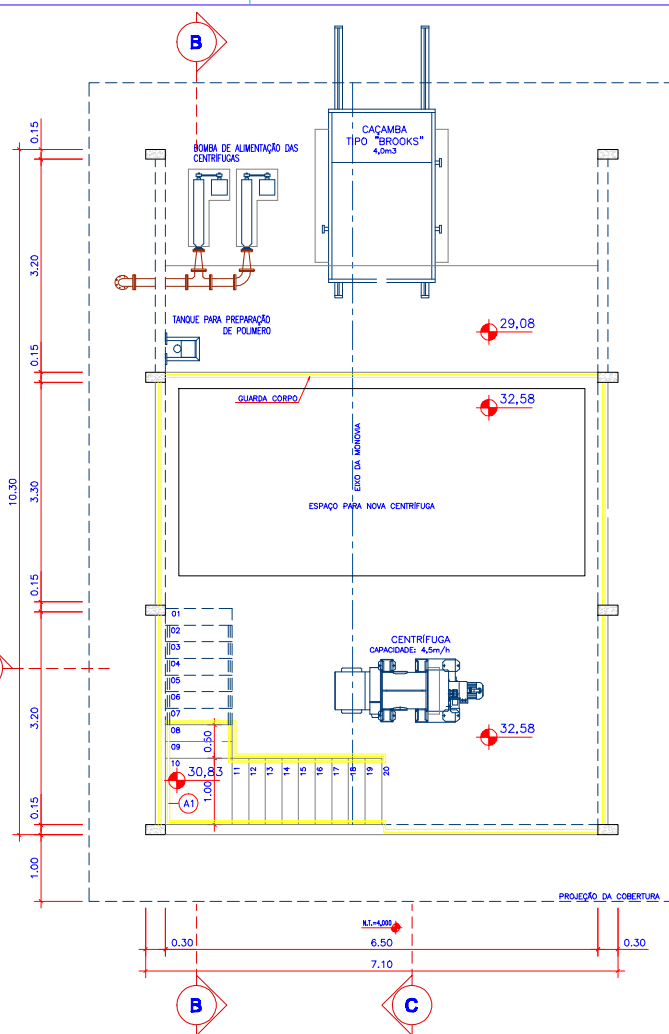 B
CAÇAMBA
TIPO "BROOKS"
4,0m3
BOMBA DE ALIMENTAÇÃO DAS
CENTRÍFUGAS
0.15
3.20
TANQUE PARA PREPARAÇÃO
DE POLIMERO
29,08
0.15
GUARDA CORPO
32,58
EIXO DA MONOVIA
10.30
3.30
ESPAÇO PARA NOVA CENTRÍFUGA
0.15
01
02
03
04
05
06
07
08
09
10
CENTRÍFUGA
CAPACIDADE: 4,5m/h
3.20
32,58
0.50
30,83
1.00
A1
11
12
13
14
15
16
17
18
19
20
0.15
1.00
PROJEÇÃO DA COBERTURA
N.T.=4,000
0.30
6.50
0.30
7.10
B
C